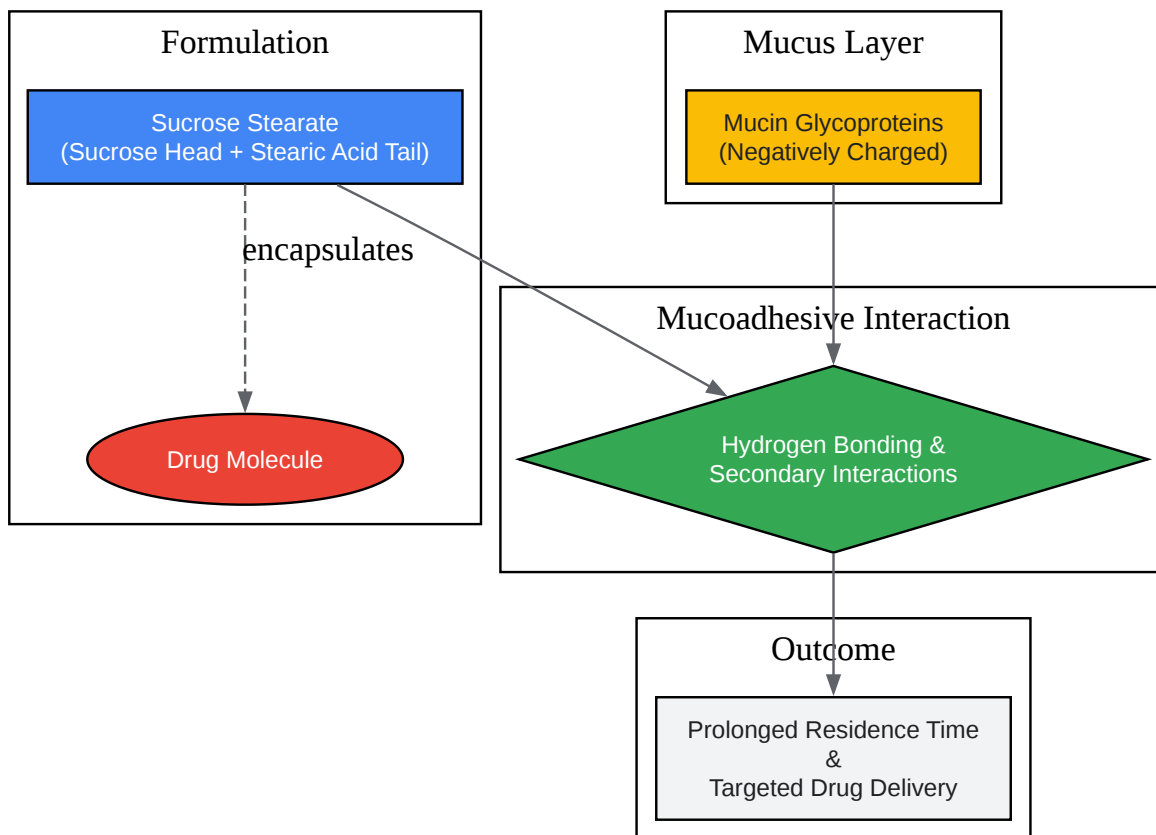 Formulation
Sucrose Stearate
(Sucrose Head + Stearic Acid Tail)
encapsulates
Drug Molecule
Mucus Layer
Mucin Glycoproteins
(Negatively Charged)
Mucoadhesive Interaction
Hydrogen Bonding &
Secondary Interactions
Outcome
Prolonged Residence Time
&
Targeted Drug Delivery